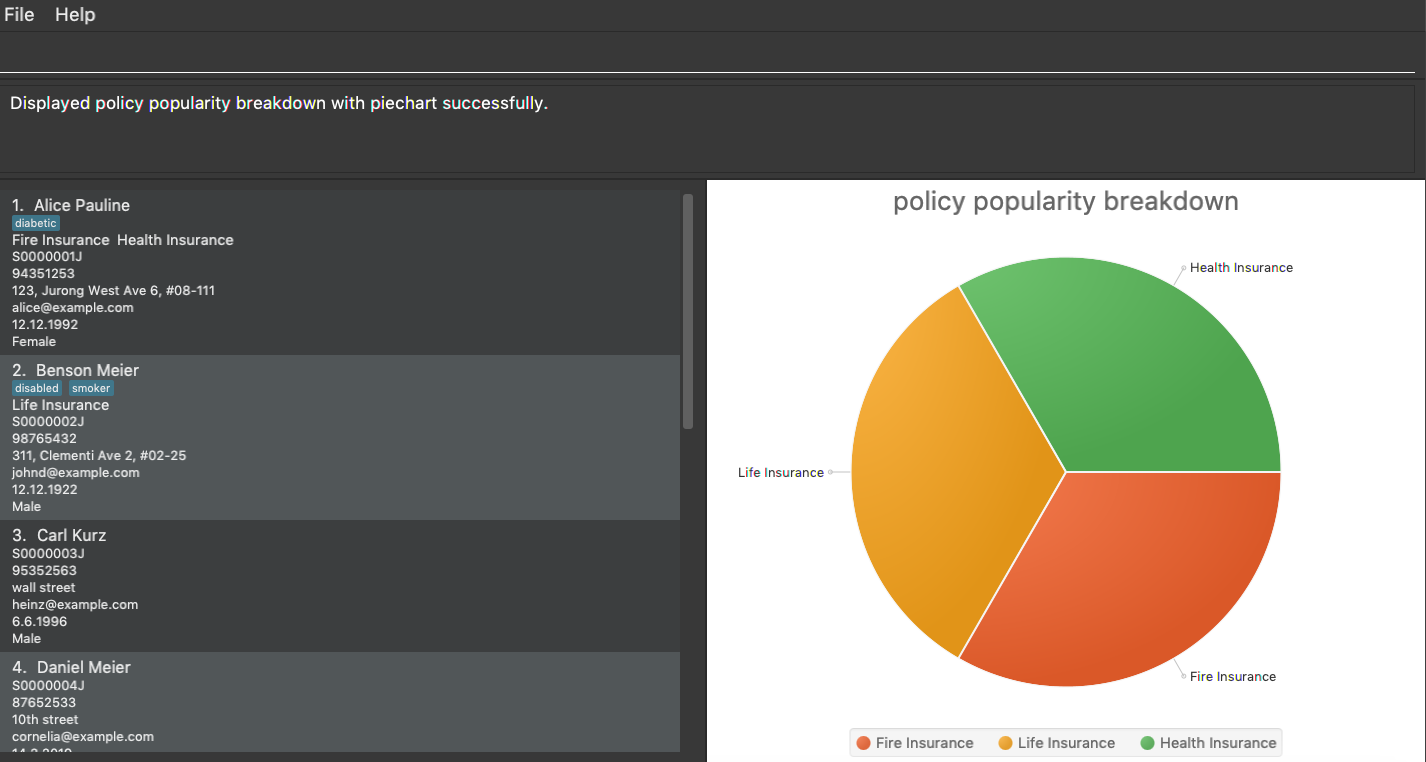 File Help
Displayed policy popularity breakdown with piechart successfully.
1. Alice Pauline
diabetic
Fire Insurance Health Insurance
S0000001J
94351253
123, Jurong West Ave 6, #08-111
alice@example.com
12.12.1992
Female
2. Benson Meier
disabled smoker
Life Insurance
S0000002J
98765432
311, Clementi Ave 2, #02-25
johnd@example.com
12.12.1922
Male
3. Carl Kurz
S0000003J
95352563
wall street
heinz@example.com
6.6.1996
Male
4. Daniel Meier
S0000004J
87652533
10th street
cornelia@example.com
policy popularity breakdown
Health Insurance
Life Insurance
Fire Insurance
Fire Insurance Life Insurance Health Insurance